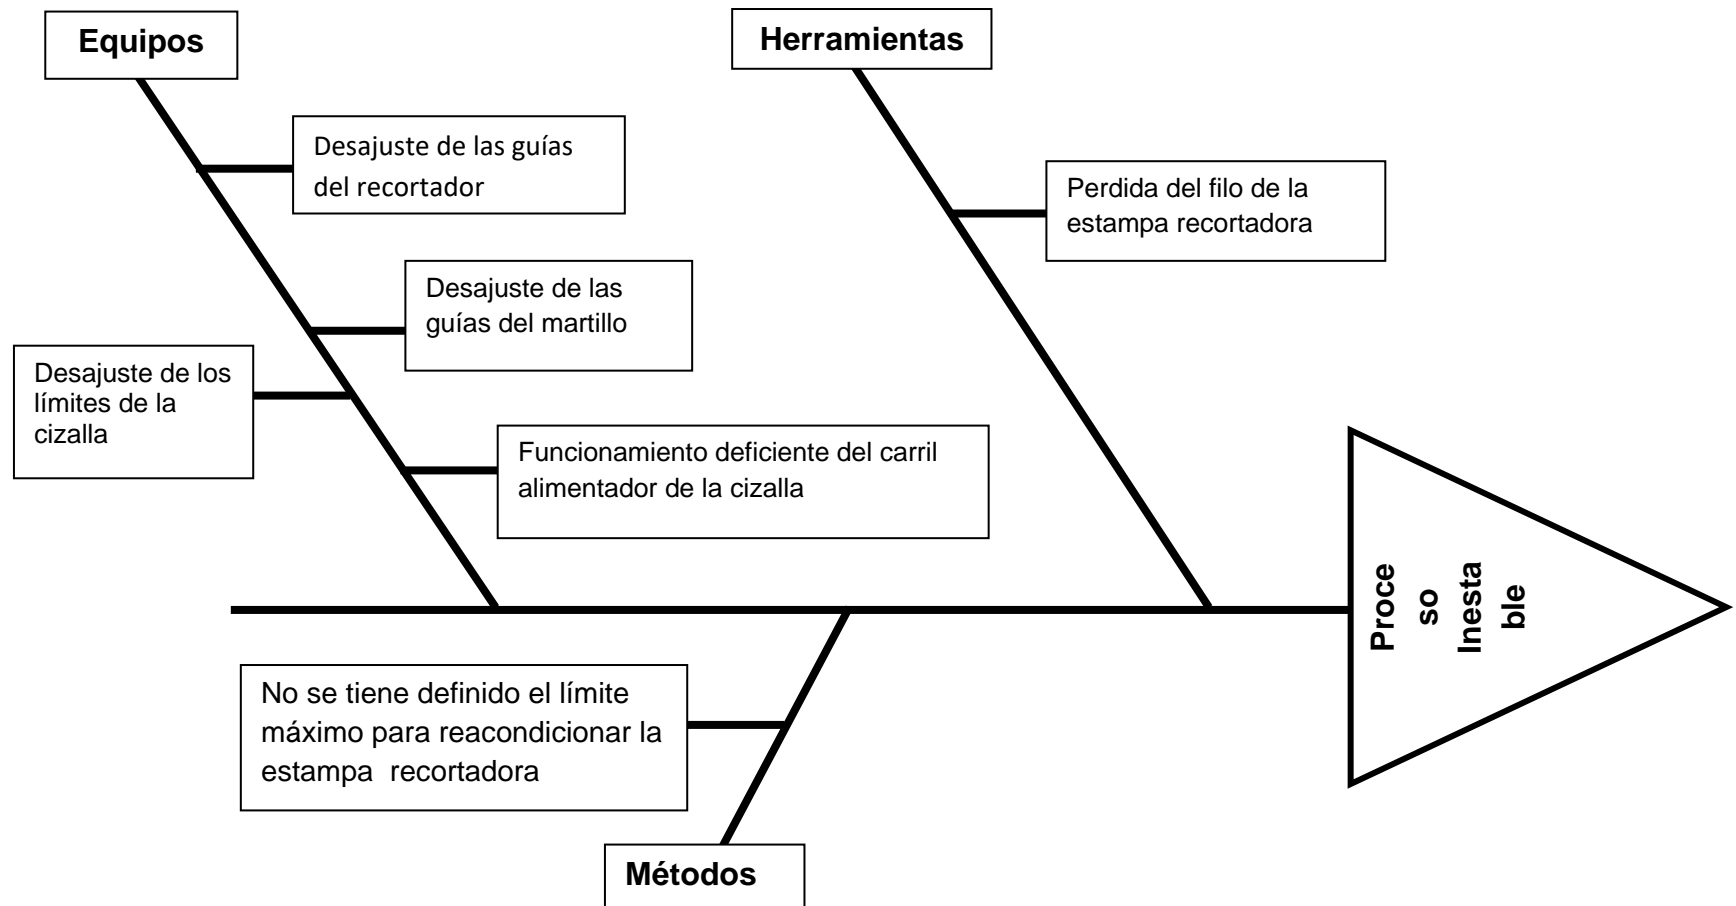 Equipos
Herramientas
Desajuste de las guías
del recortador
Perdida del filo de la
estampa recortadora
Desajuste de las
guías del martillo
Desajuste de los
límites de la
cizalla
Funcionamiento deficiente del carril
alimentador de la cizalla
Proce
so
Inesta
ble
No se tiene definido el límite
máximo para reacondicionar la
estampa recortadora
Métodos